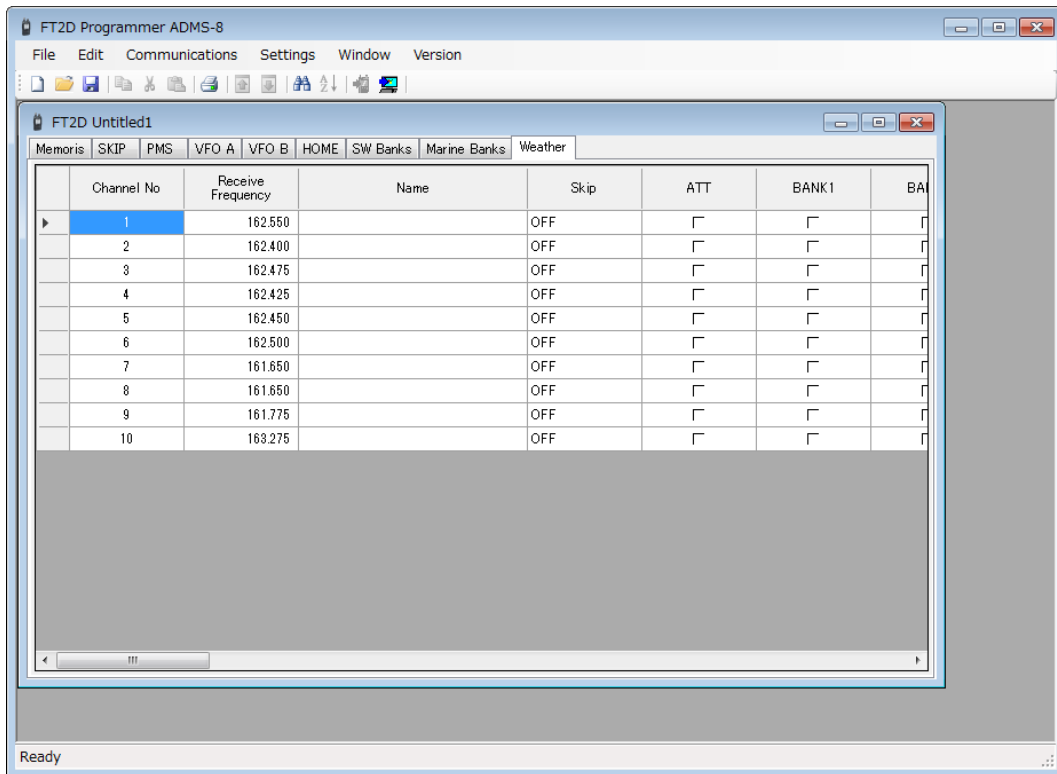 FT2D Programmer ADMS-8
File Edit Communications Settings Window Version
FT2D Untitled1
Memoris SKIP PMS VFO A VFO B HOME SW Banks Marine Banks Weather
Channel No Receive Frequency Name Skip ATT BANK1 BA
1 162.550 OFF
2 162.400 OFF
3 162.475 OFF
4 162.425 OFF
5 162.450 OFF
6 162.500 OFF
7 161.650 OFF
8 161.650 OFF
9 161.775 OFF
10 163.275 OFF
Ready